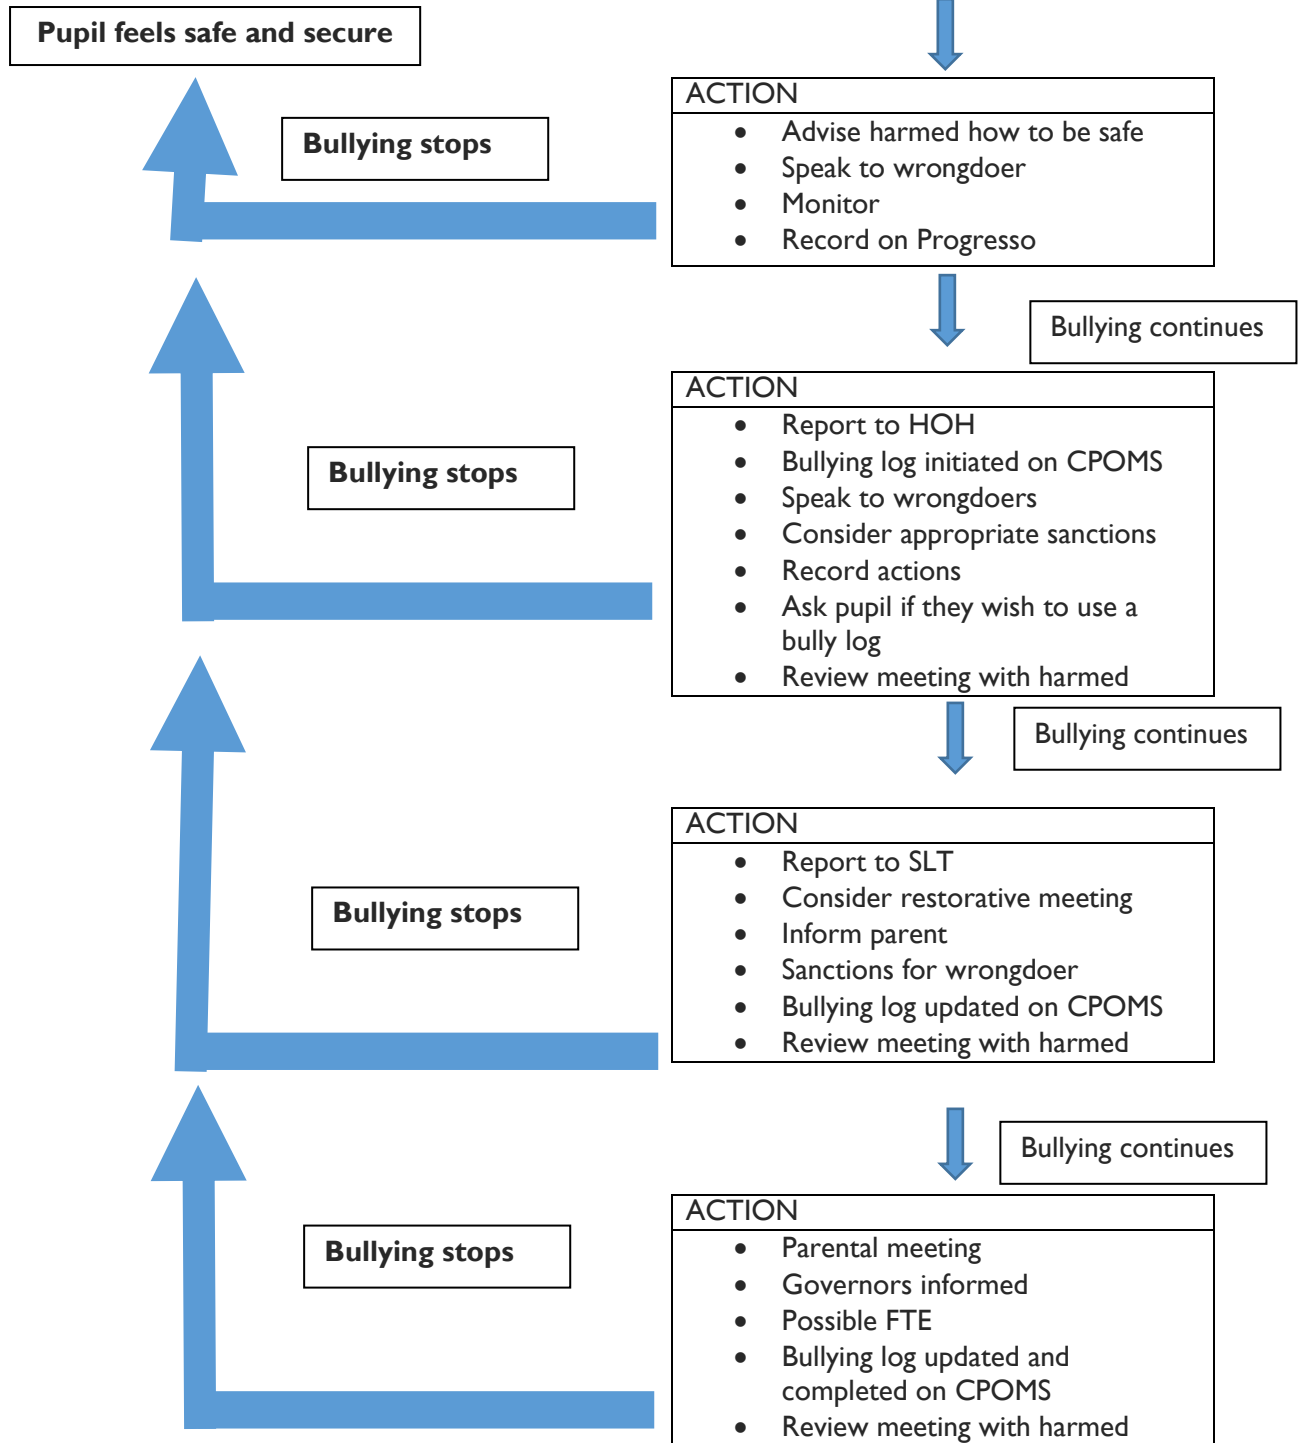 Pupil feels safe and secure
ACTION
• Advise harmed how to be safe
• Speak to wrongdoer
• Monitor
• Record on Progresso
Bullying stops
Bullying continues
ACTION
• Report to HOH
• Bullying log initiated on CPOMS
• Speak to wrongdoers
• Consider appropriate sanctions
• Record actions
• Ask pupil if they wish to use a
bully log
• Review meeting with harmed
Bullying stops
Bullying continues
ACTION
• Report to SLT
• Consider restorative meeting
• Inform parent
• Sanctions for wrongdoer
• Bullying log updated on CPOMS
• Review meeting with harmed
Bullying stops
Bullying continues
ACTION
• Parental meeting
• Governors informed
• Possible FTE
• Bullying log updated and
completed on CPOMS
• Review meeting with harmed
Bullying stops